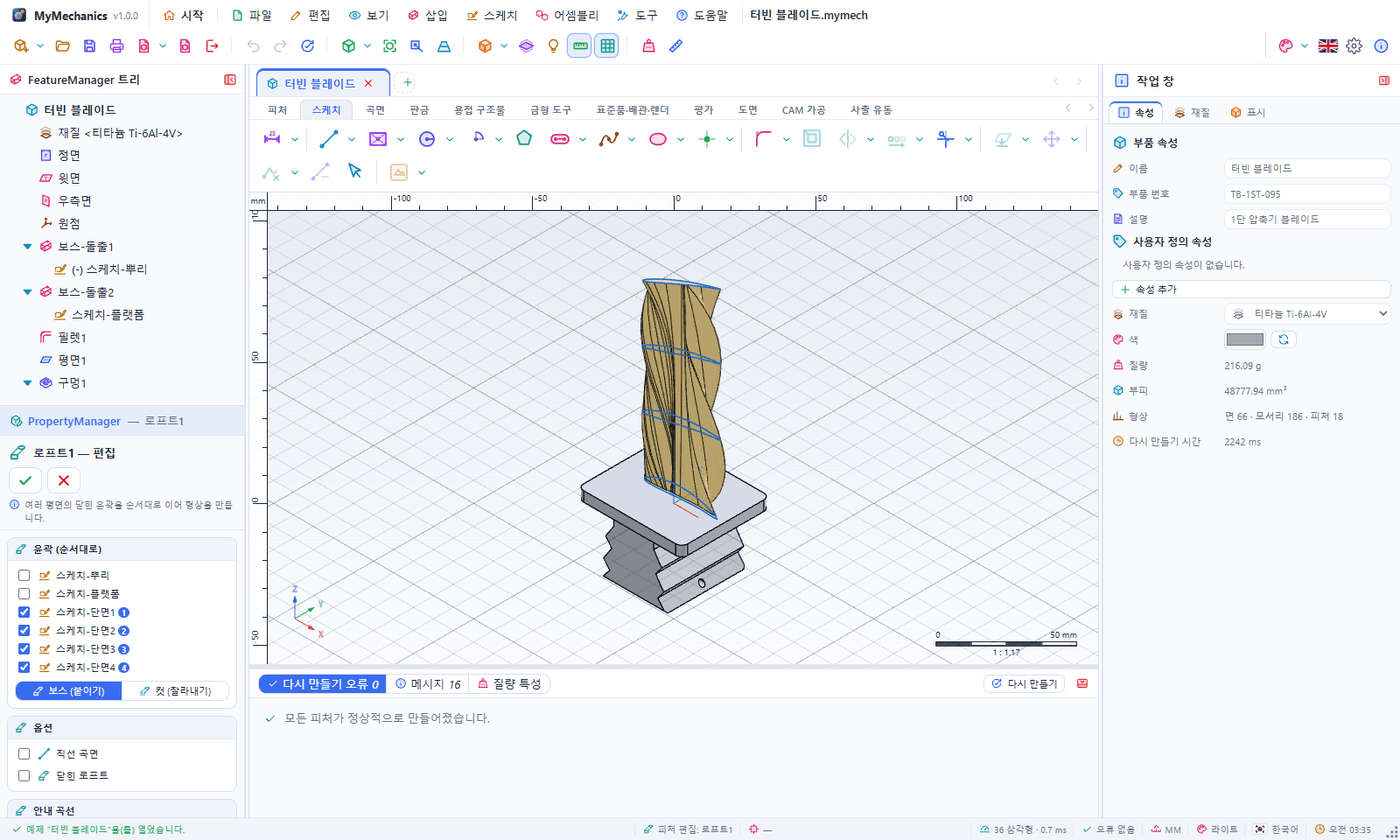 MyMechanics v1.0.0 시작 파일 편집 보기 삽입 스케치 어셈블리 도구 도움말 터빈 블레이드.mymech
FeatureManager 트리
터빈 블레이드
재질 <티타늄 Ti-6Al-4V>
정면
윗면
우측면
원점
보스-돌출1
(-) 스케치-뿌리
보스-돌출2
스케치-플랫폼
필렛1
평면1
구멍1
PropertyManager — 로프트1
로프트1 — 편집
여러 평면의 닫힌 윤곽을 순서대로 이어 형상을 만듭
니다.
윤곽 (순서대로)
스케치-뿌리
스케치-플랫폼
스케치-단면1 1
스케치-단면2 2
스케치-단면3 3
스케치-단면4 4
보스 (붙이기) 컷 (잘라내기)
옵션
직선 곡면
닫힌 로프트
안내 곡선
터빈 블레이드
피처 스케치 곡면 판금 용접 구조물 금형 도구 표준품·배관·렌더 평가 도면 CAM 가공 사출 유동
25
mm -100 -50 0 50 100
50
0
-50
Z
Y
X
0 50 mm
1 : 1.17
다시 만들기 오류 0 메시지 16 질량 특성 다시 만들기
모든 피처가 정상적으로 만들어졌습니다.
작업 창
속성 재질 표시
부품 속성
이름 터빈 블레이드
부품 번호 TB-1ST-095
설명 1단 압축기 블레이드
사용자 정의 속성
사용자 정의 속성이 없습니다.
속성 추가
재질 티타늄 Ti-6Al-4V
색
질량 216.09 g
부피 48777.94 mm³
형상 면 66 · 모서리 186 · 피처 18
다시 만들기 시간 2242 ms
예제 "터빈 블레이드"을(를) 열었습니다. 피처 편집: 로프트1 — 36 삼각형 · 0.7 ms 오류 없음 MM 라이트 한국어 오전 03:35